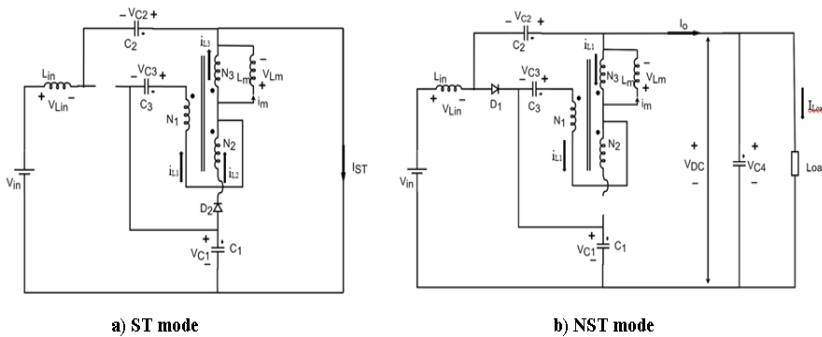 − VC2 +
C2
Lin
+ VLin −
− VC3 +
C3
iL3
N3
Lm
−
VLm
+
im
N1
N2
iL1
iL2
D2
Vin
IST
+
VC1
−
C1
a) ST mode
− VC2 +
C2
Io
Lin
+ VLin −
D1
− VC3 +
C3
iL1
N3
Lm
−
VLm
+
im
N1
N2
iL1
Vin
+
VDC
−
+
VC4
−
Loa
+
VC1
−
C1
b) NST mode